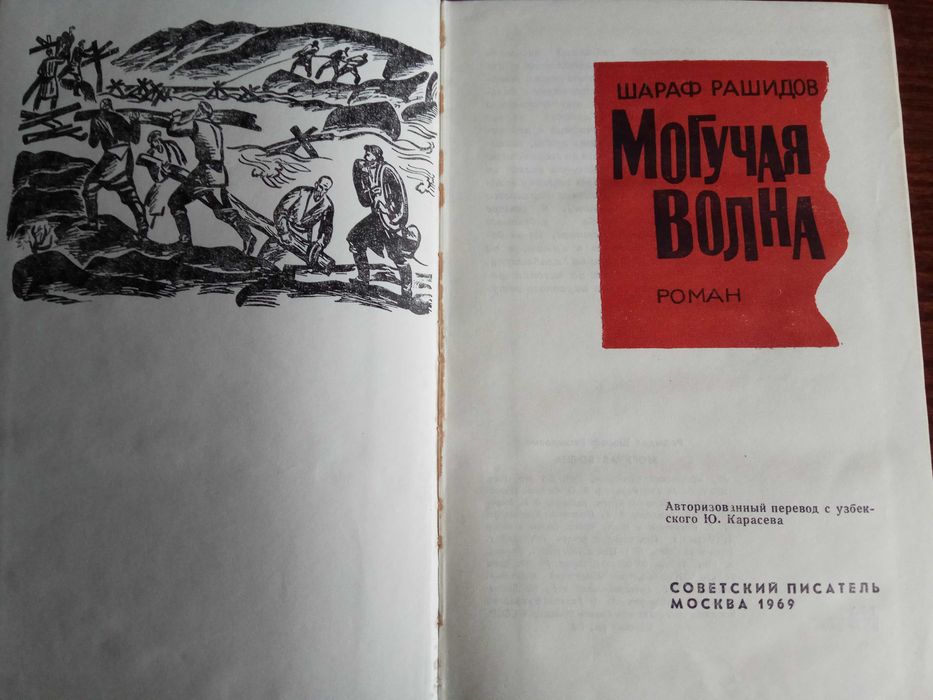 ШАРАФ РАШИДОВ
МОГУЧАЯ
ВОЛНА
РОМАН
Авторизованный перевод с узбек-
ского Ю. Карасева
СОВЕТСКИЙ ПИСАТЕЛЬ
МОСКВА 1969